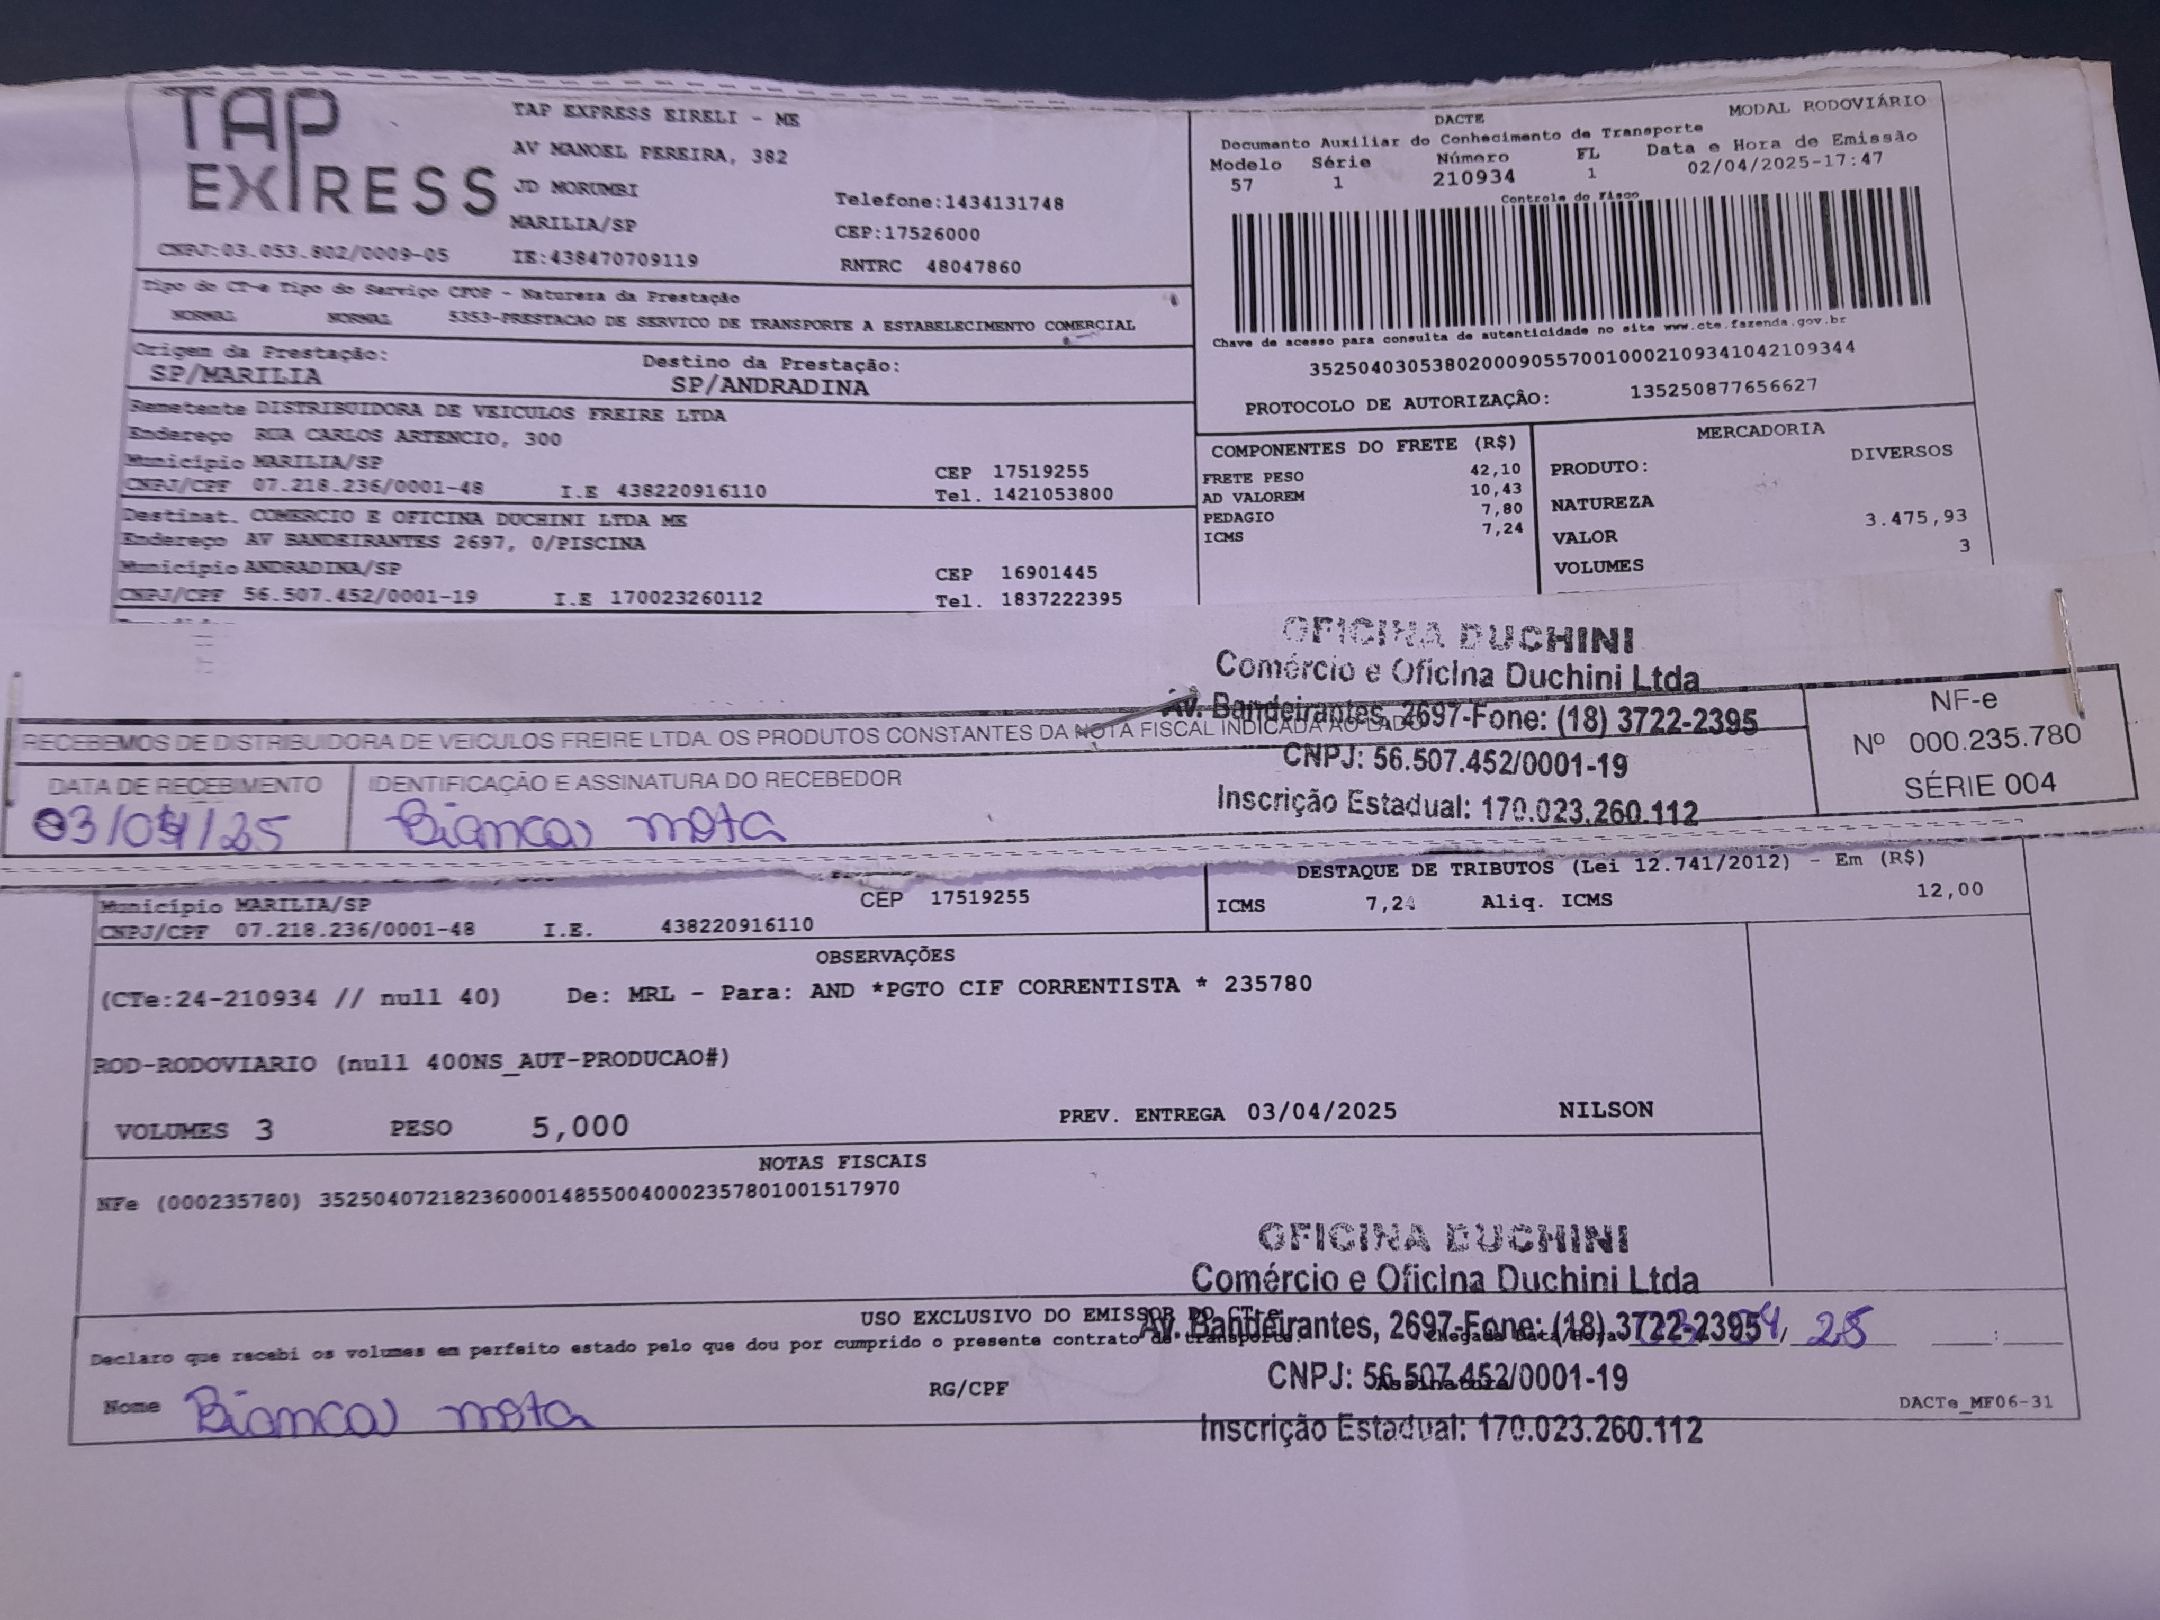 TAP
EXPRESS
TAP EXPRESS EIRELI - ME
AV MANOEL PEREIRA, 382
JD MORUMBI
Telefone:1434131748
MARILIA/SP
CEP:17526000
CNPJ:03.053.802/0009-05
IE:438470709119
RNTRC 48047860
Tipo do CT-e Tipo do Serviço CFOP - Natureza da Prestação
NORMAL NORMAL 5353-PRESTACAO DE SERVICO DE TRANSPORTE A ESTABELECIMENTO COMERCIAL
Origem da Prestação:
SP/MARILIA
Destino da Prestação:
SP/ANDRADINA
Remetente DISTRIBUIDORA DE VEICULOS FREIRE LTDA
Endereço RUA CARLOS ARTENCIO, 300
Município MARILIA/SP
CEP 17519255
CNPJ/CPF 07.218.236/0001-48 I.E 438220916110 Tel. 1421053800
Destinat. COMERCIO E OFICINA DUCHINI LTDA ME
Endereço AV BANDEIRANTES 2697, 0/PISCINA
Município ANDRADINA/SP
CEP 16901445
CNPJ/CPF 56.507.452/0001-19 I.E 170023260112 Tel. 1837222395
DACTE
MODAL RODOVIÁRIO
Documento Auxiliar do Conhecimento de Transporte
Modelo Série Número FL Data e Hora de Emissão
57 1 210934 1 02/04/2025-17:47
Controle do Fisco
Chave de acesso para consulta de autenticidade no site www.cte.fazenda.gov.br
35250403053802000905570010002109341042109344
PROTOCOLO DE AUTORIZAÇÃO: 135250877656627
COMPONENTES DO FRETE (R$)
FRETE PESO 42,10
AD VALOREM 10,43
PEDAGIO 7,80
ICMS 7,24
MERCADORIA
PRODUTO: DIVERSOS
NATUREZA
VALOR 3.475,93
VOLUMES 3
OFICINA DUCHINI
Comércio e Oficina Duchini Ltda
Av. Bandeirantes, 2697-Fone: (18) 3722-2395
CNPJ: 56.507.452/0001-19
Inscrição Estadual: 170.023.260.112
RECEBEMOS DE DISTRIBUIDORA DE VEICULOS FREIRE LTDA. OS PRODUTOS CONSTANTES DA NOTA FISCAL INDICADA AO LADO
DATA DE RECEBIMENTO
03/04/25
IDENTIFICAÇÃO E ASSINATURA DO RECEBEDOR
Bianca mota
NF-e
Nº 000.235.780
SÉRIE 004
Município MARILIA/SP
CEP 17519255
CNPJ/CPF 07.218.236/0001-48 I.E. 438220916110
DESTAQUE DE TRIBUTOS (Lei 12.741/2012) - Em (R$)
ICMS 7,24 Aliq. ICMS 12,00
OBSERVAÇÕES
(CTe:24-210934 // null 40) De: MRL - Para: AND *PGTO CIF CORRENTISTA * 235780
ROD-RODOVIARIO (null 400NS_AUT-PRODUCAO#)
VOLUMES 3 PESO 5,000 PREV. ENTREGA 03/04/2025 NILSON
NOTAS FISCAIS
NFe (000235780) 35250407218236000148550040002357801001517970
OFICINA DUCHINI
Comércio e Oficina Duchini Ltda
Av. Bandeirantes, 2697-Fone: (18) 3722-2395
CNPJ: 56.507.452/0001-19
Inscrição Estadual: 170.023.260.112
USO EXCLUSIVO DO EMISSOR DO CT-e
Declaro que recebi os volumes em perfeito estado pelo que dou por cumprido o presente contrato de transporte.
Chegada Data/Hora: 03 / 04 / 25 :
Nome Bianca mota
RG/CPF
Assinatura
DACTe_MF06-31